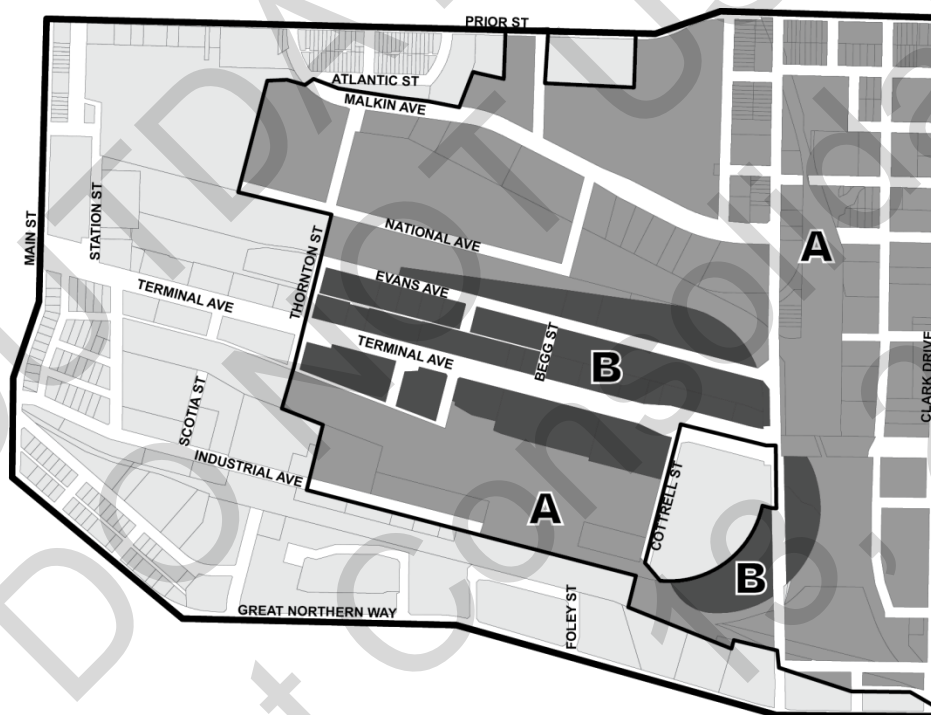 PRIOR ST
ATLANTIC ST
MALKIN AVE
MAIN ST
STATION ST
NATIONAL AVE
A
THORNTON ST
EVANS AVE
TERMINAL AVE
TERMINAL AVE
BEGG ST
B
CLARK DRIVE
SCOTIA ST
INDUSTRIAL AVE
A
COTTRELL ST
B
GREAT NORTHERN WAY
FOLEY ST